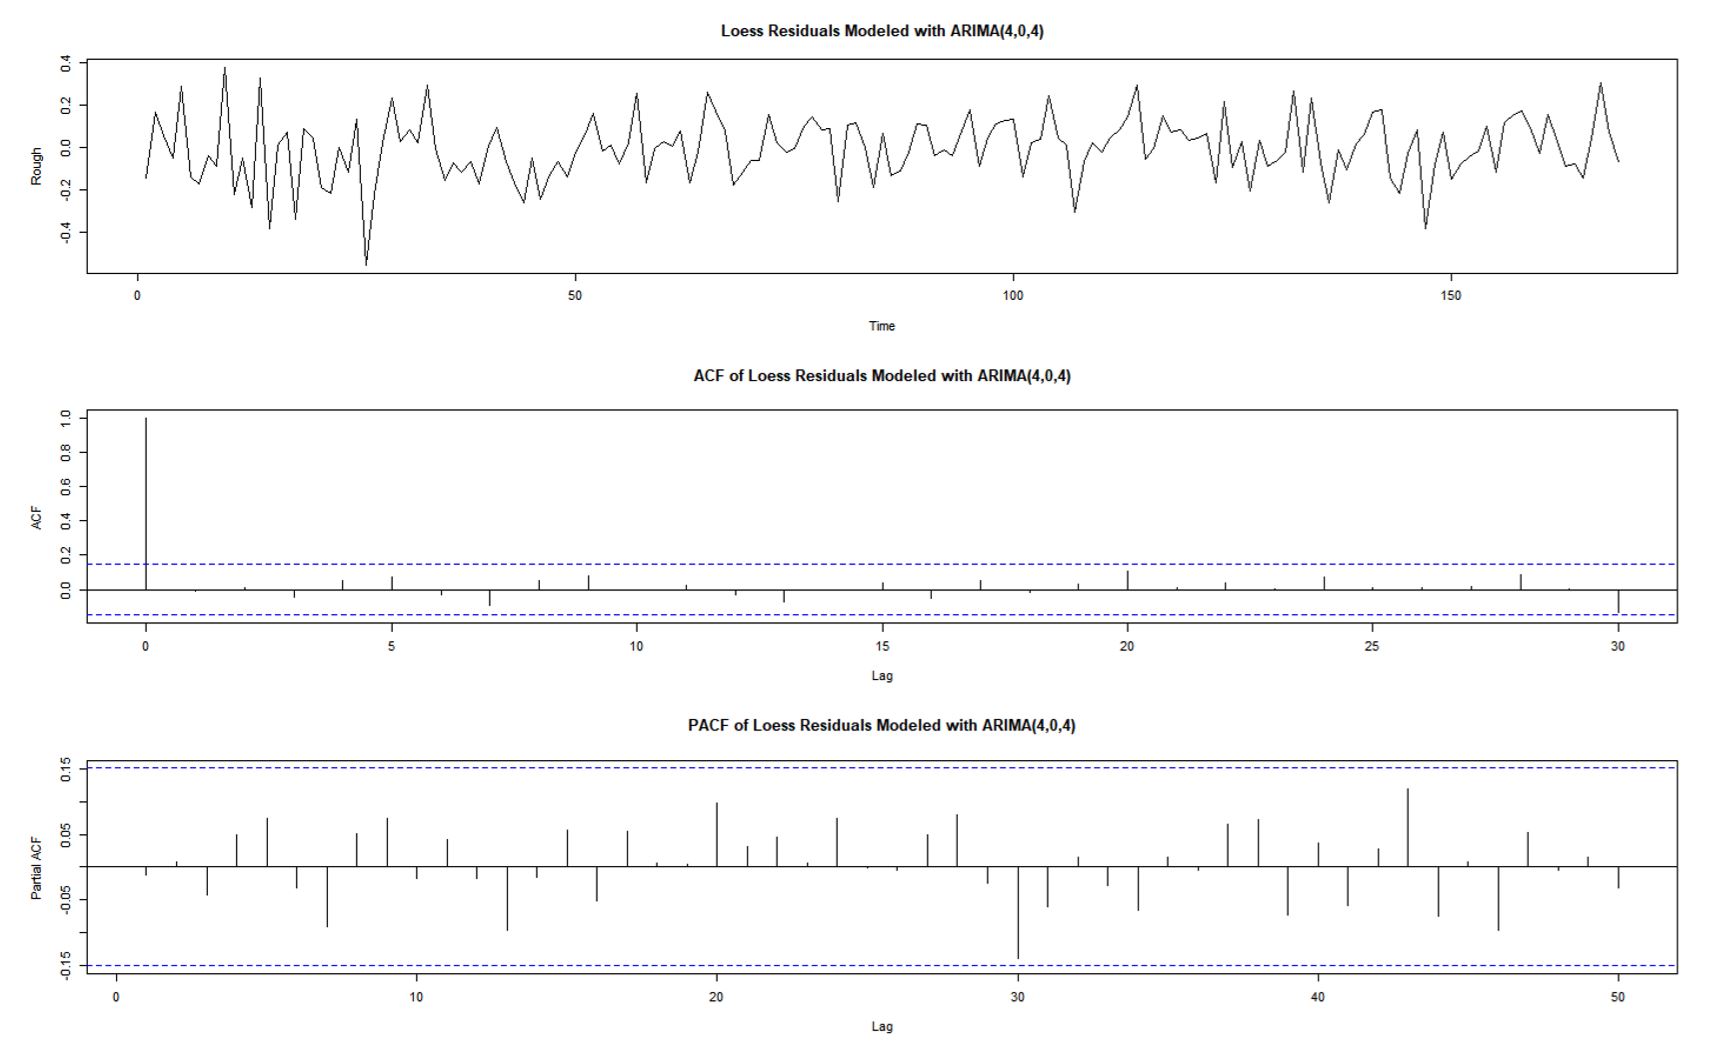 Loess Residuals Modeled with ARIMA(4,0,4)
0.4
0.2
0.0
-0.2
-0.4
Rough
0 50 100 150
Time
ACF of Loess Residuals Modeled with ARIMA(4,0,4)
1.0
0.8
0.6
0.4
0.2
0.0
ACF
0 5 10 15 20 25 30
Lag
PACF of Loess Residuals Modeled with ARIMA(4,0,4)
0.15
0.05
-0.05
-0.15
Partial ACF
0 10 20 30 40 50
Lag